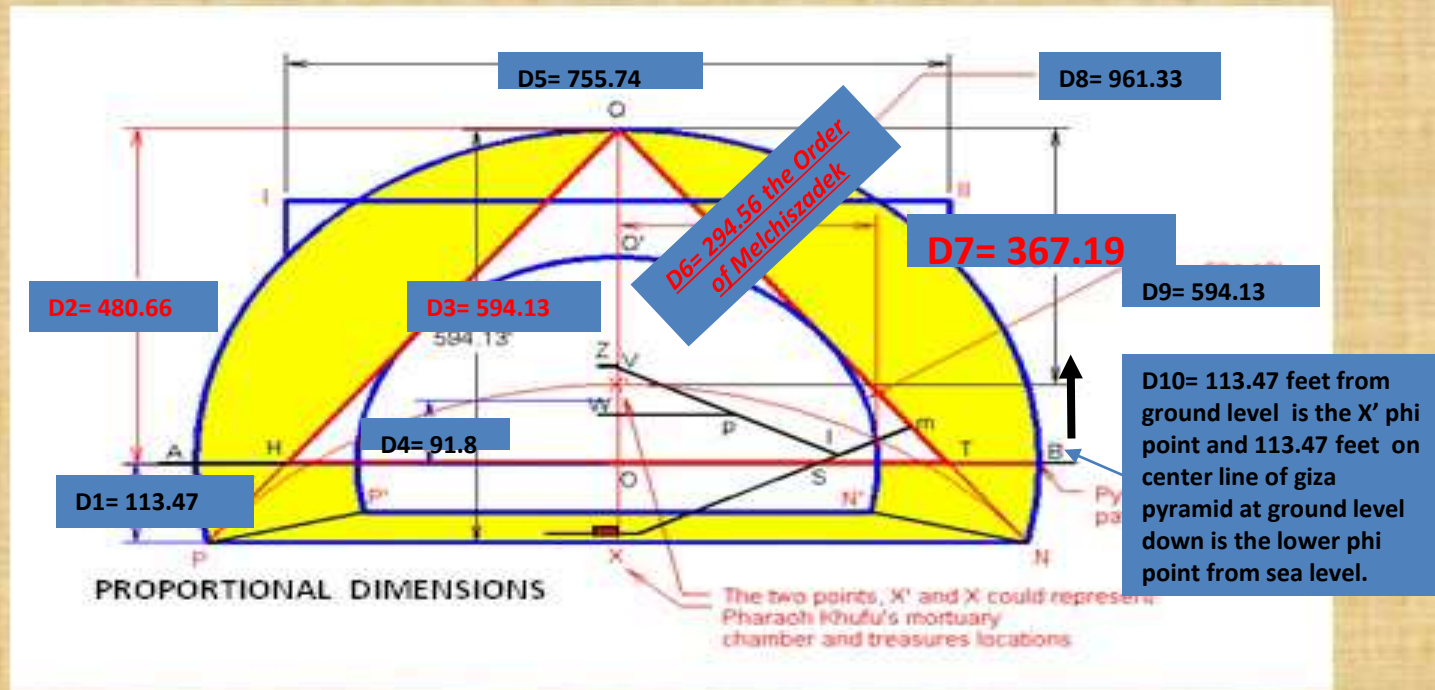 D5= 755.74
D8= 961.33
O
I
II
D6= 294.56 the Order
of Melchiszadek
O'
D7= 367.19
D9= 594.13
D2= 480.66
D3= 594.13
594.13'
Z
V
X'
W
P
m
D10= 113.47 feet from
ground level is the X' phi
point and 113.47 feet on
center line of giza
pyramid at ground level
down is the lower phi
point from sea level.
A
H
D4= 91.8
I
T
B
O
S
D1= 113.47
P'
N'
Py
pa
P
X
N
PROPORTIONAL DIMENSIONS
The two points, X' and X could represent
Pharaoh Khufu's mortuary
chamber and treasures locations